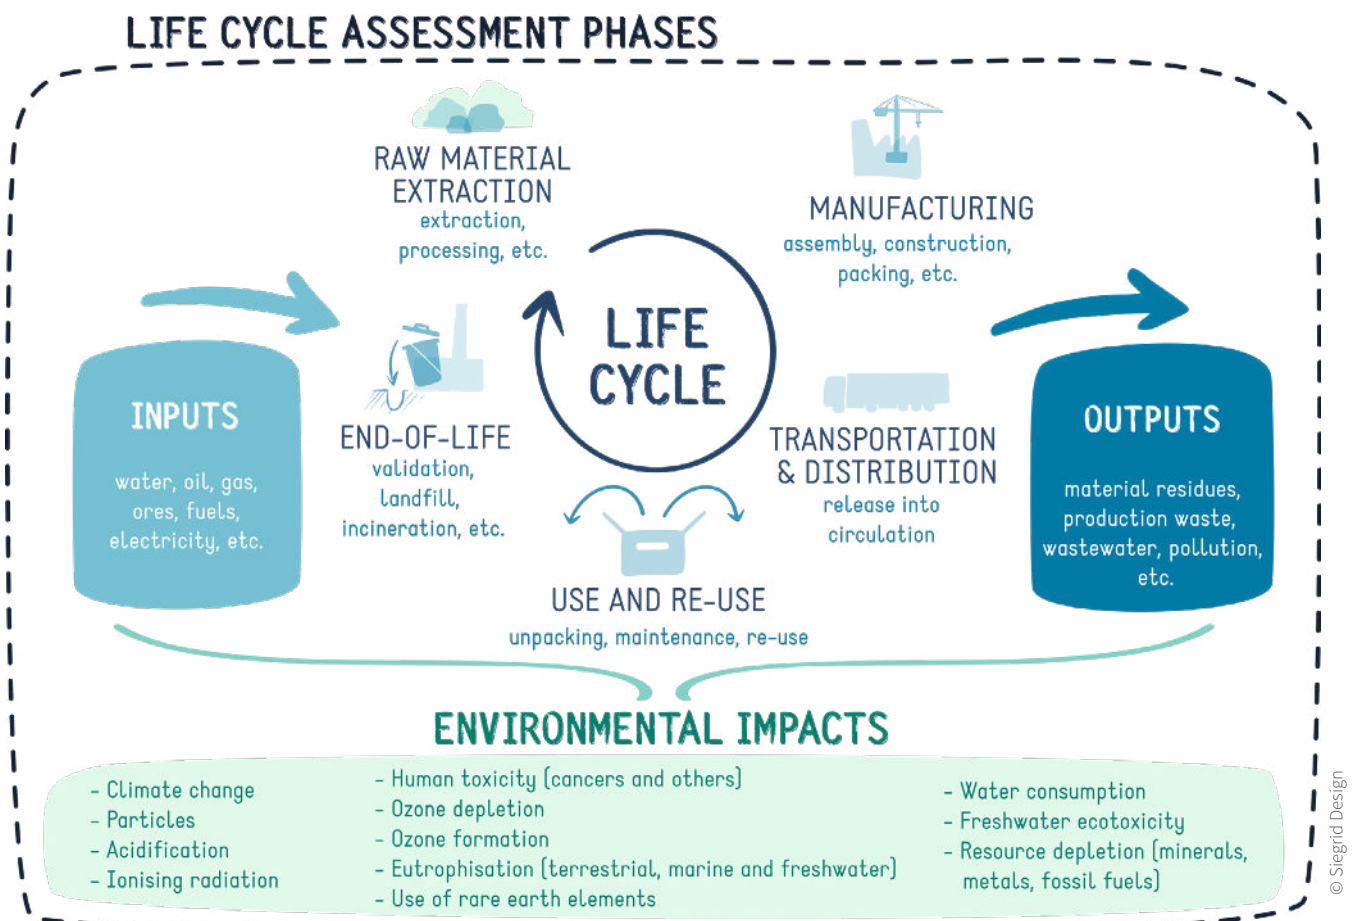 LIFE CYCLE ASSESSMENT PHASES
RAW MATERIAL
EXTRACTION
extraction,
processing, etc.
MANUFACTURING
assembly, construction,
packing, etc.
LIFE
CYCLE
INPUTS
water, oil, gas,
ores, fuels,
electricity, etc.
END-OF-LIFE
validation,
landfill,
incineration, etc.
TRANSPORTATION
& DISTRIBUTION
release into
circulation
OUTPUTS
material residues,
production waste,
wastewater, pollution,
etc.
USE AND RE-USE
unpacking, maintenance, re-use
ENVIRONMENTAL IMPACTS
- Climate change
- Particles
- Acidification
- Ionising radiation
- Human toxicity (cancers and others)
- Ozone depletion
- Ozone formation
- Eutrophisation (terrestrial, marine and freshwater)
- Use of rare earth elements
- Water consumption
- Freshwater ecotoxicity
- Resource depletion (minerals,
metals, fossil fuels)
© Siegrid Design